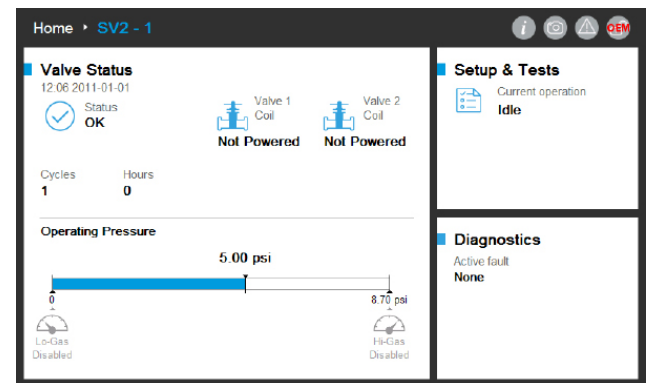 Home ‣ SV2 - 1
i
OEM
Valve Status
12:06 2011-01-01
Status
OK
Valve 1
Coil
Not Powered
Valve 2
Coil
Not Powered
Cycles
1
Hours
0
Operating Pressure
5.00 psi
0
8.70 psi
Lo-Gas
Disabled
Hi-Gas
Disabled
Setup & Tests
Current operation
Idle
Diagnostics
Active fault
None